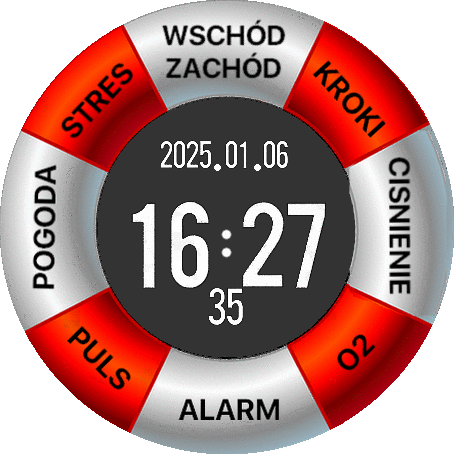 WSCHÓD
ZACHÓD
KROKI
CISNIENIE
O2
ALARM
PULS
POGODA
STRES
2025.01.06
16:27
35